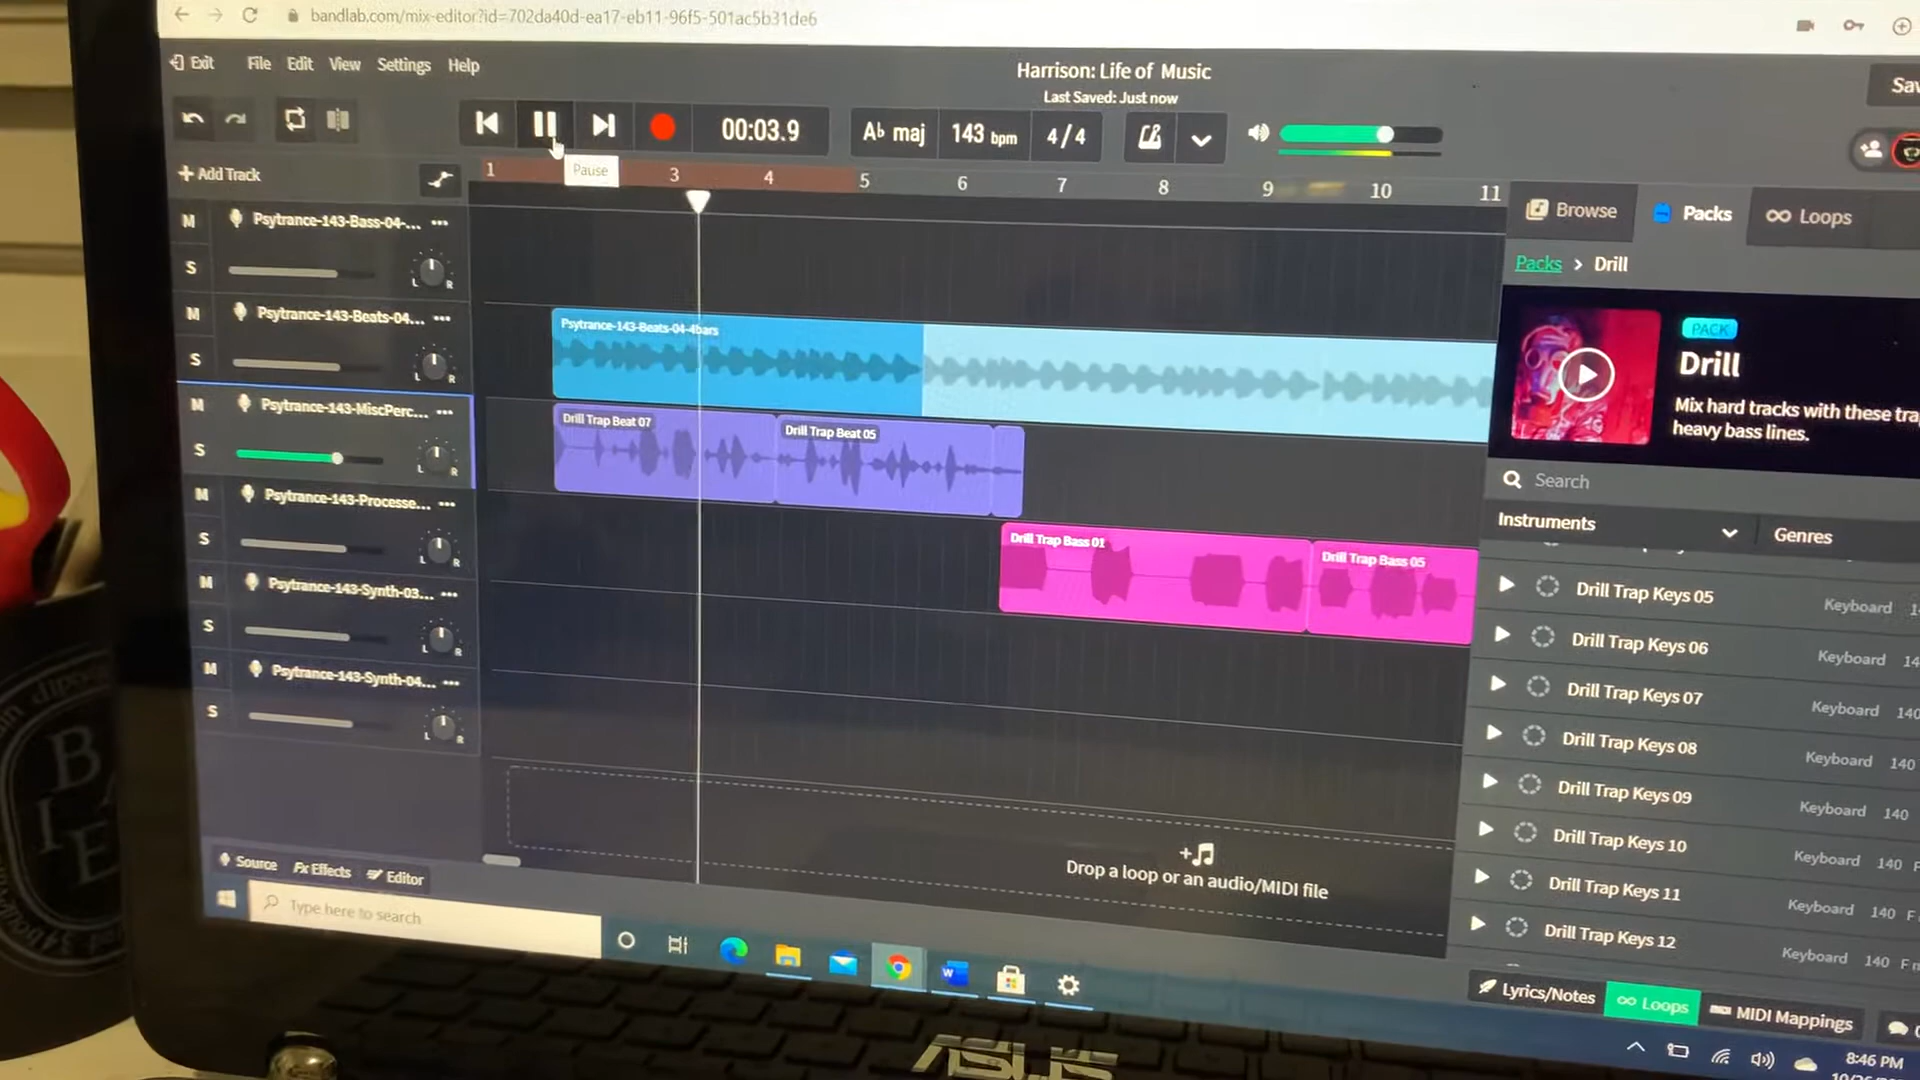 bandlab.com/mix-editor?id=702da40d-ea17-eb11-96f5-501ac5b31de6
Exit File Edit View Settings Help
Harrison: Life of Music
Last Saved: Just now
00:03.9
Ab maj
143 bpm
4/4
Pause
+ Add Track
1 3 4 5 6 7 8 9 10 11
M Psytrance-143-Bass-04-... •••
S L R
M Psytrance-143-Beats-04... •••
S L R
M Psytrance-143-MiscPerc... •••
S L R
M Psytrance-143-Processe... •••
S L R
M Psytrance-143-Synth-03... •••
S L R
M Psytrance-143-Synth-04... •••
S L R
Psytrance-143-Beats-04-4bars
Drill Trap Beat 07
Drill Trap Beat 05
Drill Trap Bass 01
Drill Trap Bass 05
Drop a loop or an audio/MIDI file
Browse Packs Loops
Packs > Drill
PACK
Drill
Mix hard tracks with these
heavy bass lines.
Search
Instruments Genres
Drill Trap Keys 05 Keyboard
Drill Trap Keys 06 Keyboard
Drill Trap Keys 07 Keyboard 140
Drill Trap Keys 08 Keyboard 140
Drill Trap Keys 09 Keyboard 140
Drill Trap Keys 10 Keyboard 140
Drill Trap Keys 11 Keyboard 140
Drill Trap Keys 12 Keyboard 140
Source Fx Effects Editor
Lyrics/Notes Loops MIDI Mappings
Type here to search
8:46 PM
ASUS